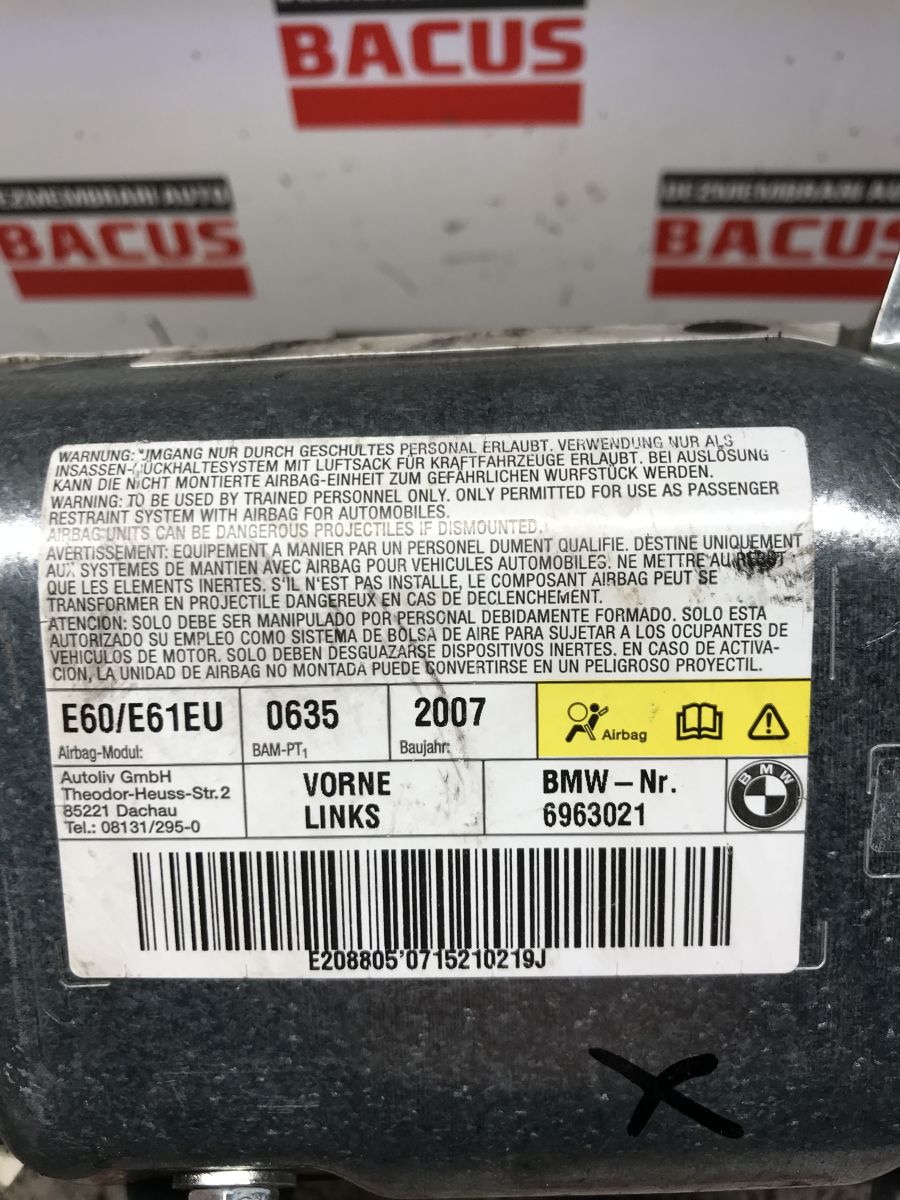 BACUS
DEZMEMBRARI AUTO
BACUS
DEZMEMBRARI AUTO
BACUS
WARNUNG: UMGANG NUR DURCH GESCHULTES PERSONAL ERLAUBT. VERWENDUNG NUR ALS
INSASSEN-RÜCKHALTESYSTEM MIT LUFTSACK FÜR KRAFTFAHRZEUGE ERLAUBT. BEI AUSLÖSUNG
KANN DIE NICHT MONTIERTE AIRBAG-EINHEIT ZUM GEFÄHRLICHEN WURFSTÜCK WERDEN.
WARNING: TO BE USED BY TRAINED PERSONNEL ONLY. ONLY PERMITTED FOR USE AS PASSENGER
RESTRAINT SYSTEM WITH AIRBAG FOR AUTOMOBILES.
AIRBAG UNITS CAN BE DANGEROUS PROJECTILES IF DISMOUNTED.
AVERTISSEMENT: EQUIPEMENT A MANIER PAR UN PERSONEL DUMENT QUALIFIE. DESTINE UNIQUEMENT
AUX SYSTEMES DE MANTIEN AVEC AIRBAG POUR VEHICULES AUTOMOBILES. NE METTRE AU REBUT
QUE LES ELEMENTS INERTES. S'IL N'EST PAS INSTALLE, LE COMPOSANT AIRBAG PEUT SE
TRANSFORMER EN PROJECTILE DANGEREUX EN CAS DE DECLENCHEMENT.
ATENCION: SOLO DEBE SER MANIPULADO POR PERSONAL DEBIDAMENTE FORMADO. SOLO ESTA
AUTORIZADO SU EMPLEO COMO SISTEMA DE BOLSA DE AIRE PARA SUJETAR A LOS OCUPANTES DE
VEHICULOS DE MOTOR. SOLO DEBEN DESGUAZARSE DISPOSITIVOS INERTES. EN CASO DE ACTIVA-
CION, LA UNIDAD DE AIRBAG NO MONTADA PUEDE CONVERTIRSE EN UN PELIGROSO PROYECTIL.
E60/E61EU 0635 2007
Airbag-Modul: BAM-PT1 Baujahr: Airbag
Autoliv GmbH
Theodor-Heuss-Str.2
85221 Dachau
Tel.: 08131/295-0
VORNE
LINKS
BMW-Nr.
6963021
BMW
E208805'0715210219J